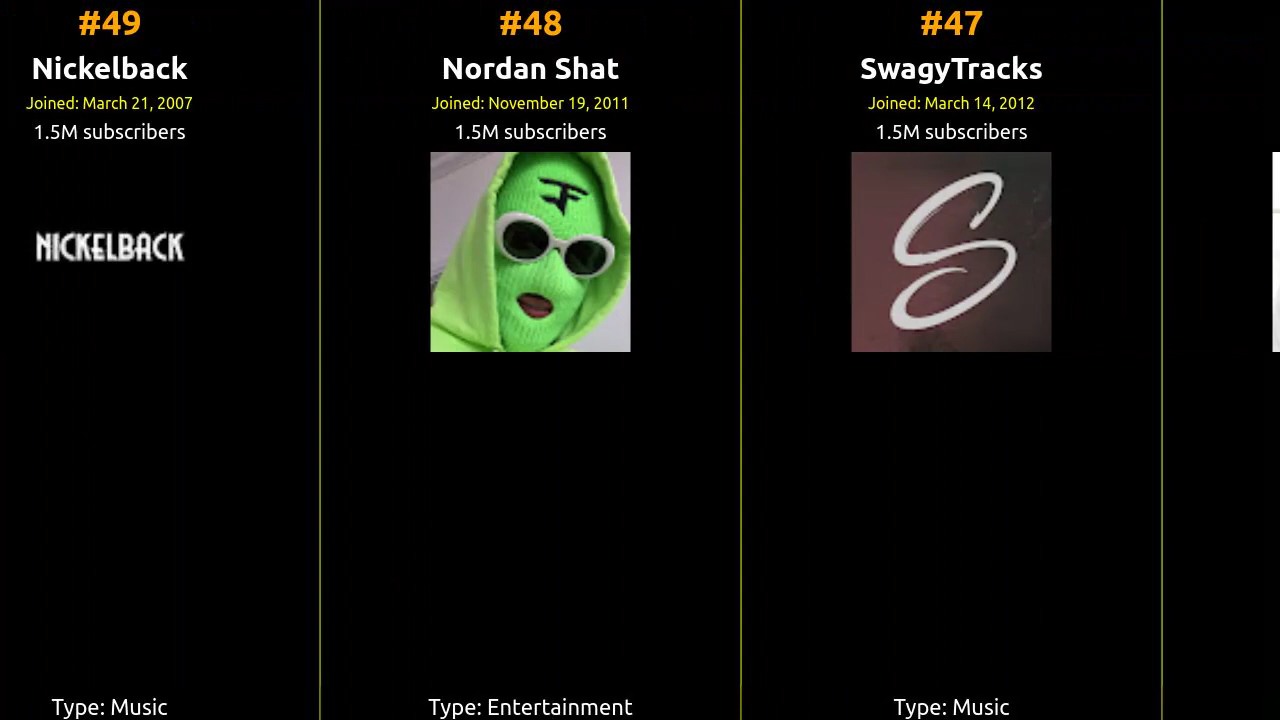 #49
Nickelback
Joined: March 21, 2007
1.5M subscribers
NICKELBACK
Type: Music
#48
Nordan Shat
Joined: November 19, 2011
1.5M subscribers
Type: Entertainment
#47
SwagyTracks
Joined: March 14, 2012
1.5M subscribers
S
Type: Music